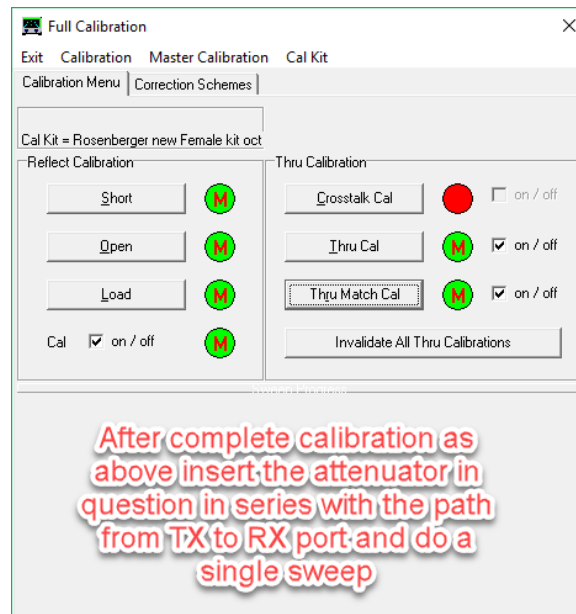 Full Calibration
Exit Calibration Master Calibration Cal Kit
Calibration Menu Correction Schemes
Cal Kit = Rosenberger new Female kit oct
Reflect Calibration
Short M
Open M
Load M
Cal on / off M
Thru Calibration
Crosstalk Cal on / off
Thru Cal M on / off
Thru Match Cal M on / off
Invalidate All Thru Calibrations
Sweep Progress
After complete calibration as
above insert the attenuator in
question in series with the path
from TX to RX port and do a
single sweep